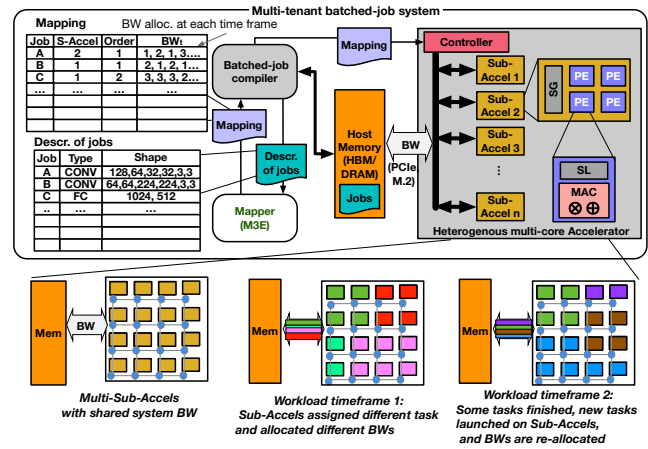 Multi-tenant batched-job system
Mapping
BW alloc. at each time frame
Job S-Accel Order BWt
A 2 1 1, 2, 1, 3....
B 1 1 2, 1, 2, 1...
C 1 2 3, 3, 3, 2...
... ... ...
Descr. of jobs
Job Type Shape
A CONV 128,64,32,32,3,3
B CONV 64,64,224,224,3,3
C FC 1024, 512
.. ... ...
Batched-job
compiler
Mapping
Descr.
of jobs
Mapper
(M3E)
Mapping
Host
Memory
(HBM/
DRAM)
Jobs
BW
(PCIe,
M.2)
Controller
Sub-
Accel 1
Sub-
Accel 2
Sub-
Accel 3
...
Sub-
Accel n
SG
PE PE
PE PE
SL
MAC
Heterogenous multi-core Accelerator
Mem
BW
Multi-Sub-Accels
with shared system BW
Mem
Workload timeframe 1:
Sub-Accels assigned different task
and allocated different BWs
Mem
Workload timeframe 2:
Some tasks finished, new tasks
launched on Sub-Accels,
and BWs are re-allocated